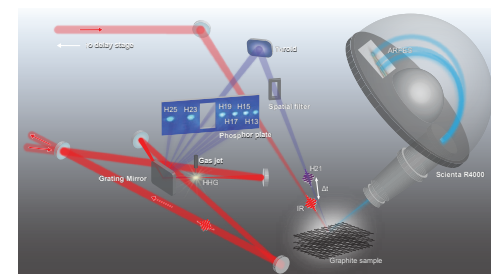 To delay stage
Toroid
ARPES
Spatial filter
H25 H23 H19 H15
H17 H13
Phosphor plate
Gas jet
Grating Mirror
HHG
H21
Δt
IR
Scienta R4000
Graphite sample